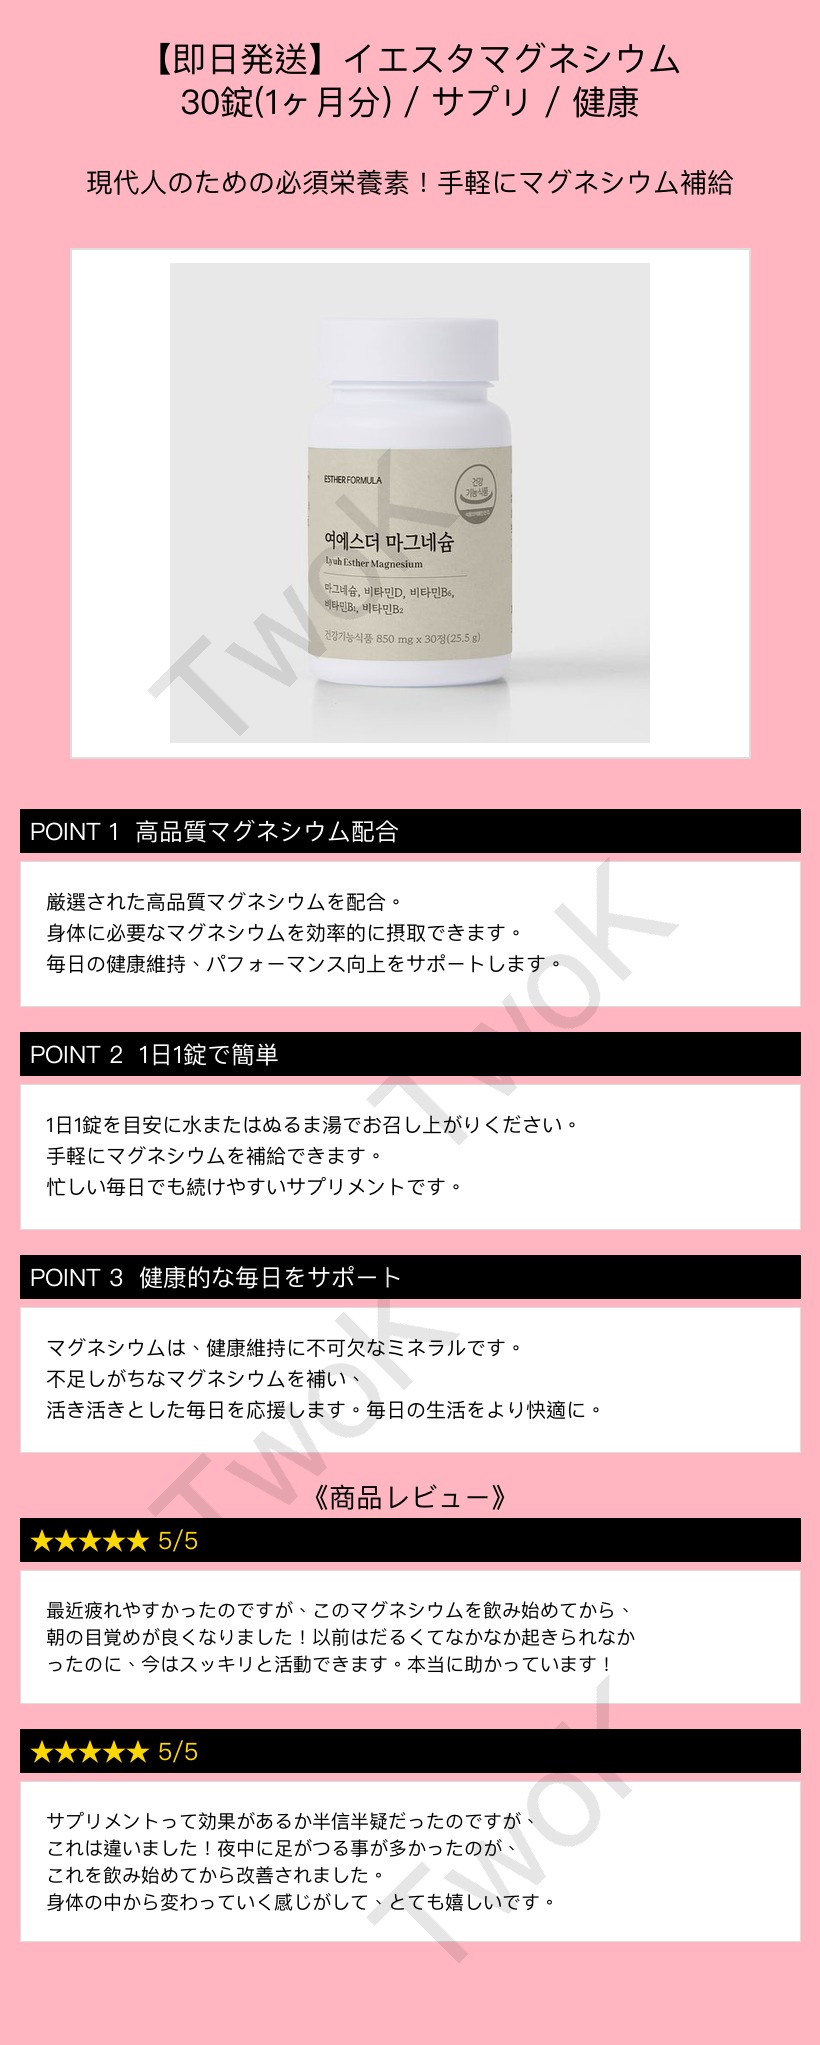 【即日発送】イエスタマグネシウム
30錠(1ヶ月分) / サプリ / 健康
現代人のための必須栄養素！手軽にマグネシウム補給
ESTHER FORMULA
건강
기능식품
여에스더 마그네슘
Lyuh Esther Magnesium
마그네슘, 비타민D, 비타민B₆,
비타민B₁, 비타민B₂
건강기능식품 850 mg x 30정(25.5 g)
TwoK
POINT 1 高品質マグネシウム配合
厳選された高品質マグネシウムを配合。
身体に必要なマグネシウムを効率的に摂取できます。
毎日の健康維持、パフォーマンス向上をサポートします。
TwoK
POINT 2 1日1錠で簡単
1日1錠を目安に水またはぬるま湯でお召し上がりください。
手軽にマグネシウムを補給できます。
忙しい毎日でも続けやすいサプリメントです。
POINT 3 健康的な毎日をサポート
マグネシウムは、健康維持に不可欠なミネラルです。
不足しがちなマグネシウムを補い、
活き活きとした毎日を応援します。毎日の生活をより快適に。
TwoK
《商品レビュー》
★★★★★ 5/5
最近疲れやすかったのですが、このマグネシウムを飲み始めてから、
朝の目覚めが良くなりました！以前はだるくてなかなか起きられなか
ったのに、今はスッキリと活動できます。本当に助かっています！
★★★★★ 5/5
サプリメントって効果があるか半信半疑だったのですが、
これは違いました！夜中に足がつる事が多かったのが、
これを飲み始めてから改善されました。
身体の中から変わっていく感じがして、とても嬉しいです。
TwoK